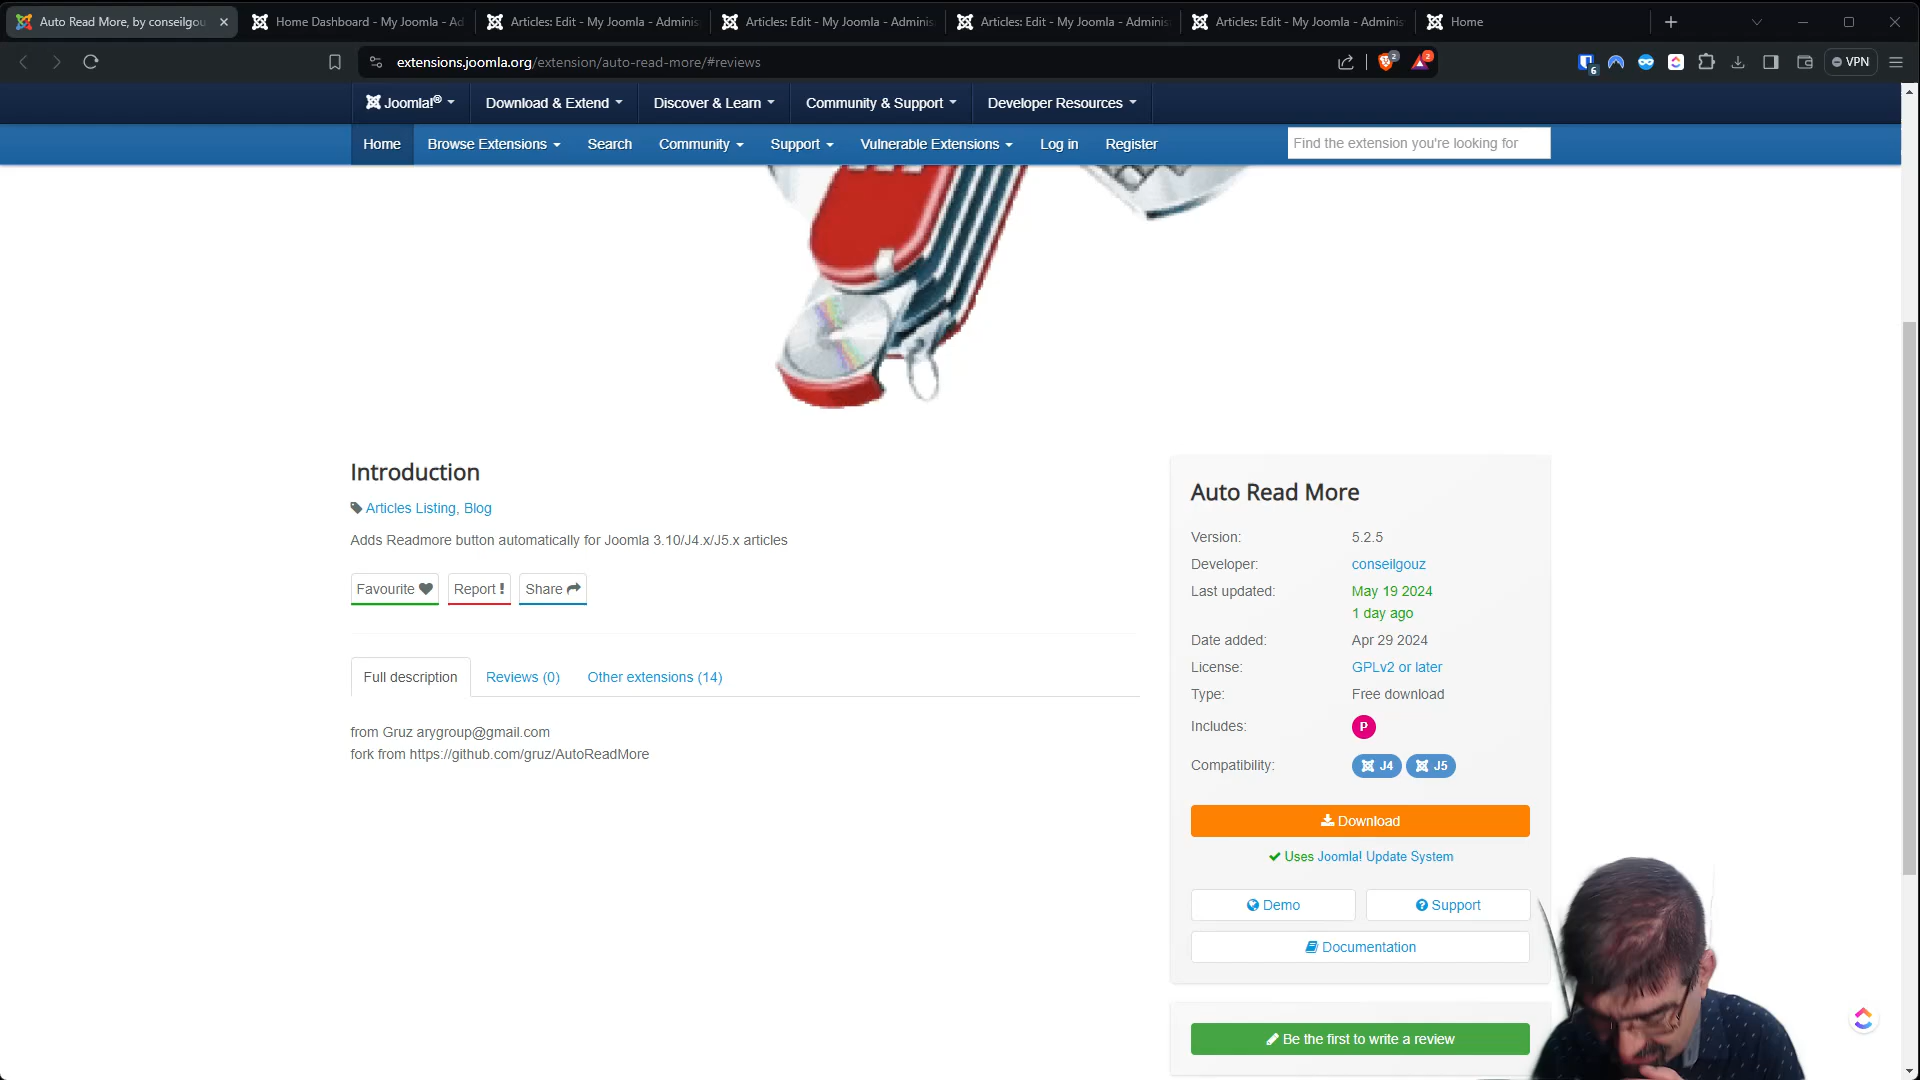 Auto Read More, by conseilgou
Home Dashboard - My Joomla - Ad
Articles: Edit - My Joomla - Adminis
Articles: Edit - My Joomla - Adminis
Articles: Edit - My Joomla - Adminis
Articles: Edit - My Joomla - Adminis
Home
extensions.joomla.org/extension/auto-read-more/#reviews
2
2
6
VPN
Joomla!®
Download & Extend
Discover & Learn
Community & Support
Developer Resources
Home
Browse Extensions
Search
Community
Support
Vulnerable Extensions
Log in
Register
Find the extension you're looking for
Introduction
Articles Listing, Blog
Adds Readmore button automatically for Joomla 3.10/J4.x/J5.x articles
Favourite
Report
Share
Full description
Reviews (0)
Other extensions (14)
from Gruz arygroup@gmail.com
fork from https://github.com/gruz/AutoReadMore
Auto Read More
Version: 5.2.5
Developer: conseilgouz
Last updated: May 19 2024
1 day ago
Date added: Apr 29 2024
License: GPLv2 or later
Type: Free download
Includes: P
Compatibility: J4 J5
Download
Uses Joomla! Update System
Demo
Support
Documentation
Be the first to write a review